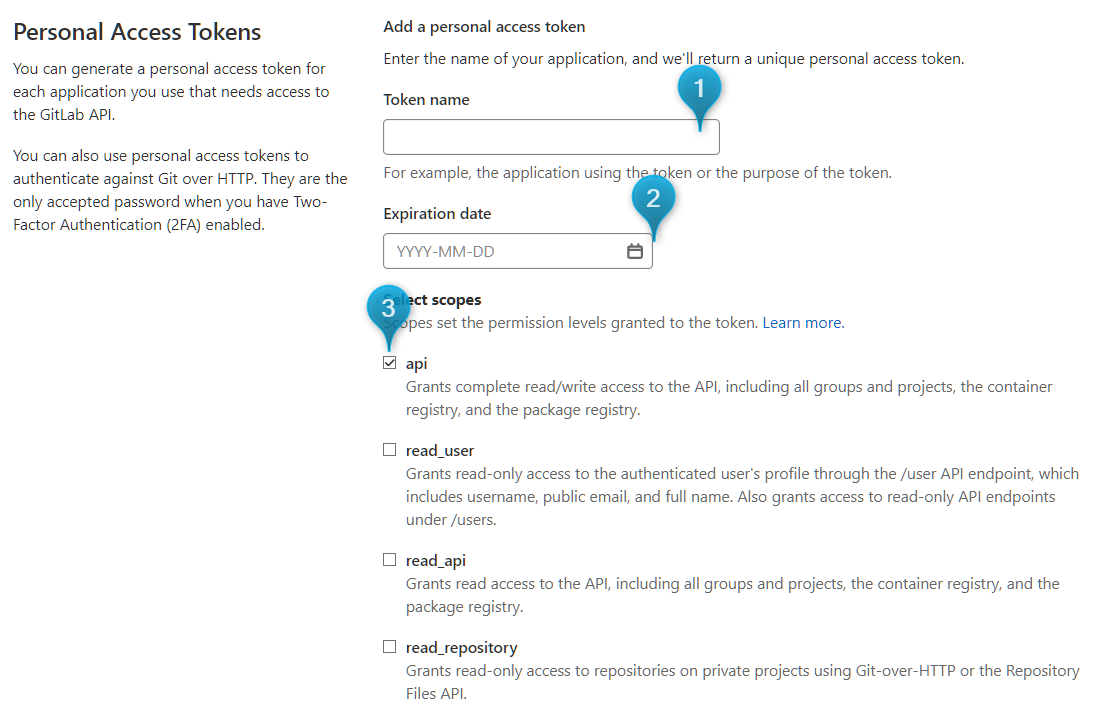 Personal Access Tokens
You can generate a personal access token for
each application you use that needs access to
the GitLab API.
You can also use personal access tokens to
authenticate against Git over HTTP. They are the
only accepted password when you have Two-
Factor Authentication (2FA) enabled.
Add a personal access token
Enter the name of your application, and we'll return a unique personal access token.
Token name
1
For example, the application using the token or the purpose of the token.
2
Expiration date
YYYY-MM-DD
3
Select scopes
Scopes set the permission levels granted to the token. Learn more.
api
Grants complete read/write access to the API, including all groups and projects, the container
registry, and the package registry.
read_user
Grants read-only access to the authenticated user's profile through the /user API endpoint, which
includes username, public email, and full name. Also grants access to read-only API endpoints
under /users.
read_api
Grants read access to the API, including all groups and projects, the container registry, and the
package registry.
read_repository
Grants read-only access to repositories on private projects using Git-over-HTTP or the Repository
Files API.